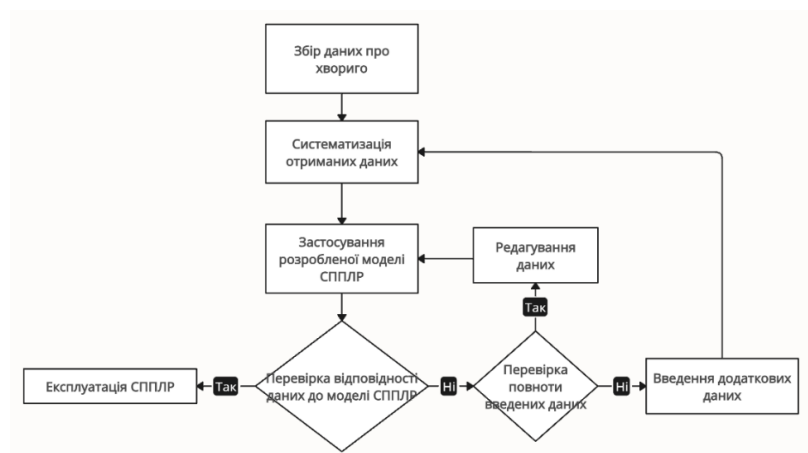 Збір даних про
хвориго
Систематизація
отриманих даних
Застосування
розробленої моделі
СППЛР
Редагування
даних
Так
Перевірка відповідності
даних до моделі СППЛР
Так
Експлуатація СППЛР
Ні
Перевірка
повноти
введених даних
Ні
Введення додаткових
даних